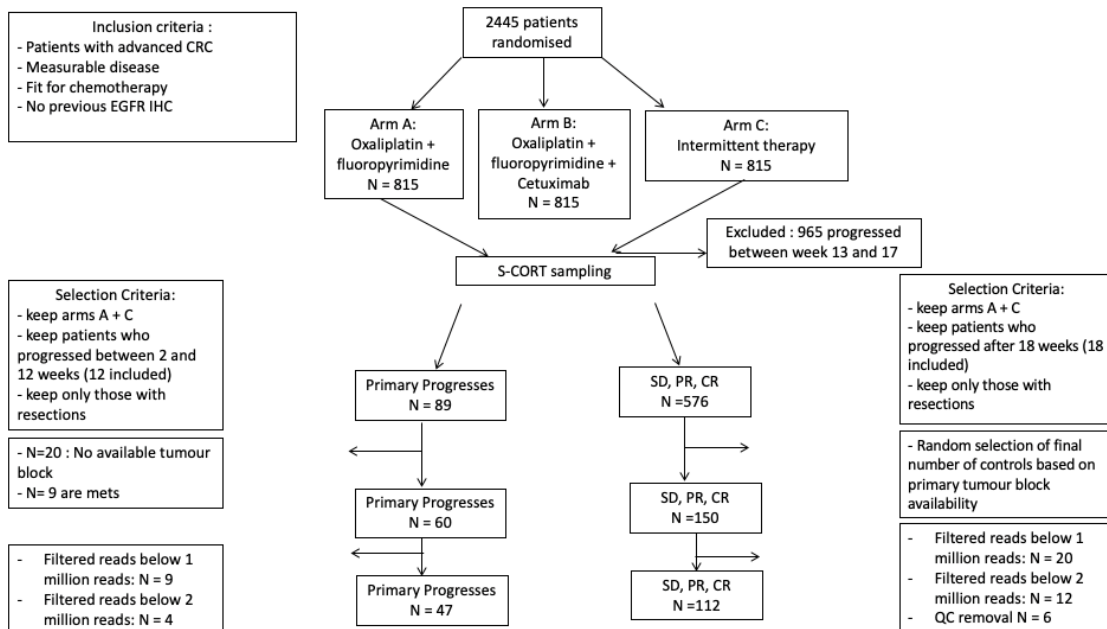 Inclusion criteria :
- Patients with advanced CRC
- Measurable disease
- Fit for chemotherapy
- No previous EGFR IHC
2445 patients
randomised
Arm A:
Oxaliplatin +
fluoropyrimidine
N = 815
Arm B:
Oxaliplatin +
fluoropyrimidine +
Cetuximab
N = 815
Arm C:
Intermittent therapy
N = 815
Excluded : 965 progressed
between week 13 and 17
S-CORT sampling
Selection Criteria:
- keep arms A + C
- keep patients who
progressed between 2 and
12 weeks (12 included)
- keep only those with
resections
Primary Progresses
N = 89
SD, PR, CR
N =576
Selection Criteria:
- keep arms A + C
- keep patients who
progressed after 18 weeks (18
included)
- keep only those with
resections
- N=20 : No available tumour
block
- N= 9 are mets
- Random selection of final
number of controls based on
primary tumour block
availability
Primary Progresses
N = 60
SD, PR, CR
N =150
- Filtered reads below 1
million reads: N = 9
- Filtered reads below 2
million reads: N = 4
Primary Progresses
N = 47
SD, PR, CR
N =112
- Filtered reads below 1
million reads: N = 20
- Filtered reads below 2
million reads: N = 12
- QC removal N = 6